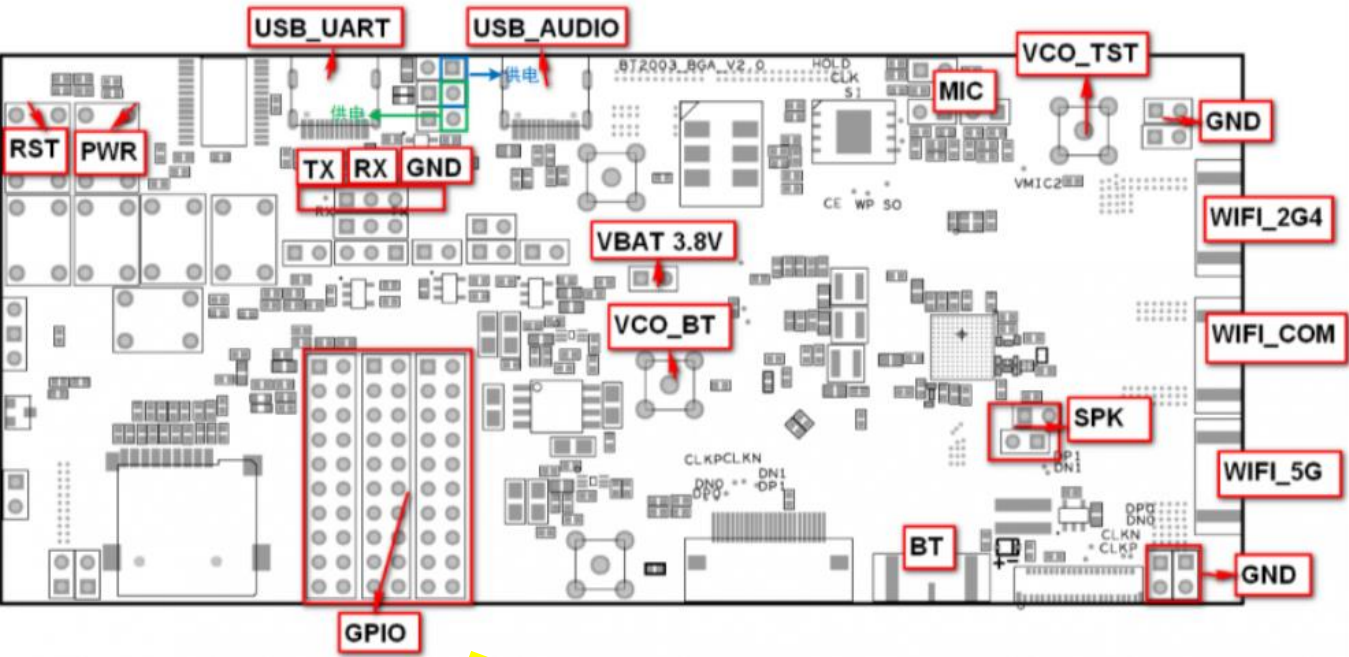 USB_UART
USB_AUDIO
VCO_TST
BT2003_BGA_V2.0
HOLD
CLK
S1
供电
供电
MIC
GND
RST
PWR
TX
RX
GND
VMIC2
CE WP SO
WIFI_2G4
VBAT 3.8V
VCO_BT
WIFI_COM
SPK
DP1
DN1
CLKP
CLKN
DN1
DP1
DN0
DP0
WIFI_5G
DP0
DN0
CLKN
CLKP
BT
GND
GPIO